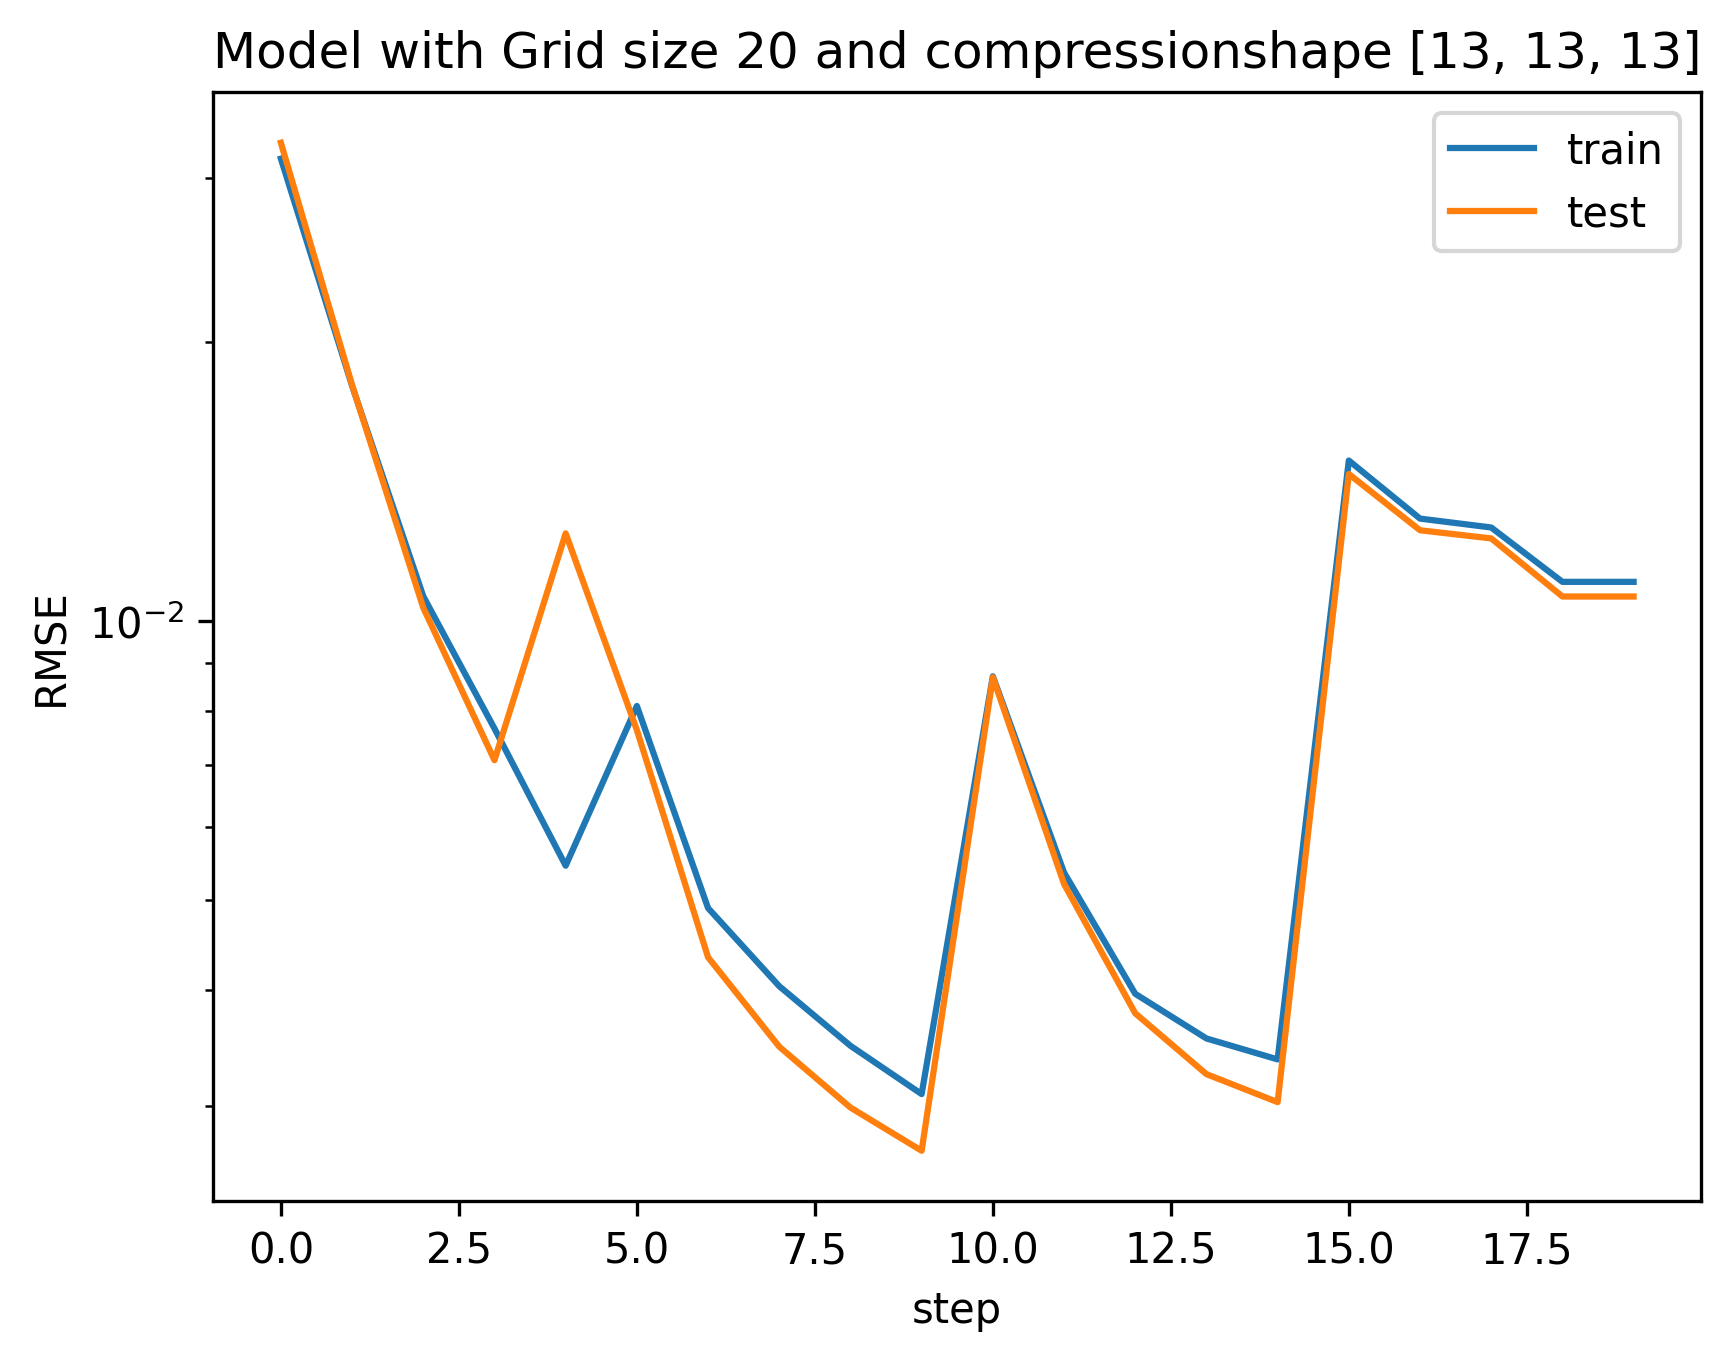 Model with Grid size 20 and compressionshape [13, 13, 13]
train
test
RMSE
10⁻²
0.0 2.5 5.0 7.5 10.0 12.5 15.0 17.5
step